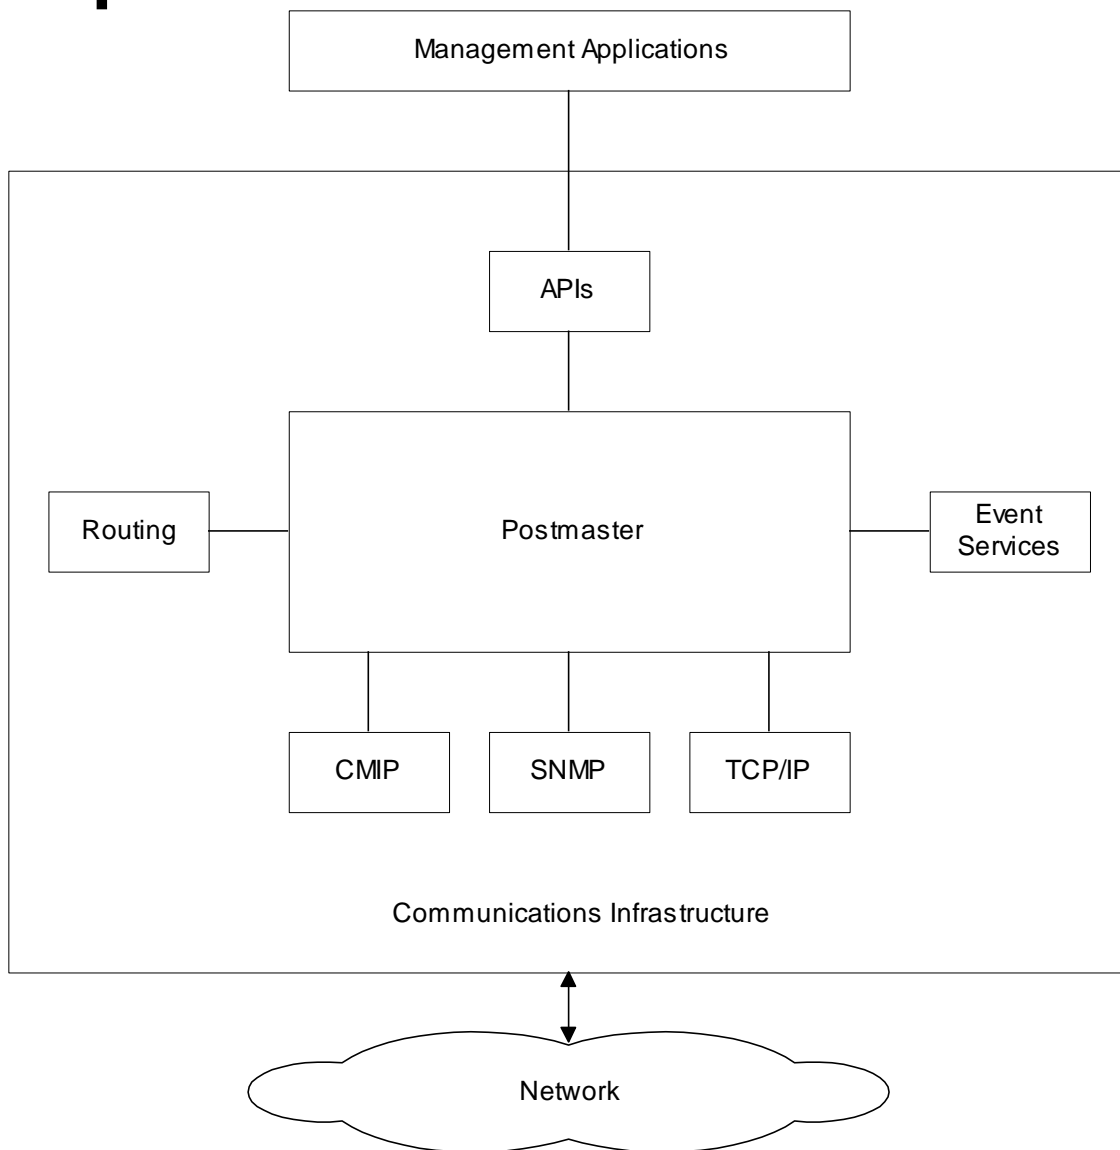 Management Applications
APIs
Routing
Postmaster
Event
Services
CMIP
SNMP
TCP/IP
Communications Infrastructure
Network